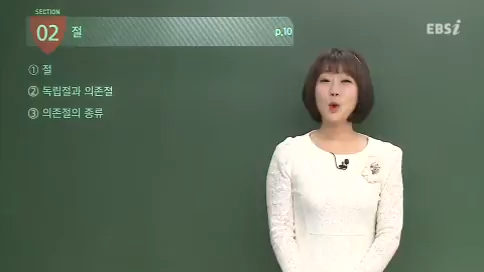 SECTION
02 절 p.10
EBSi
① 절
② 독립절과 의존절
③ 의존절의 종류